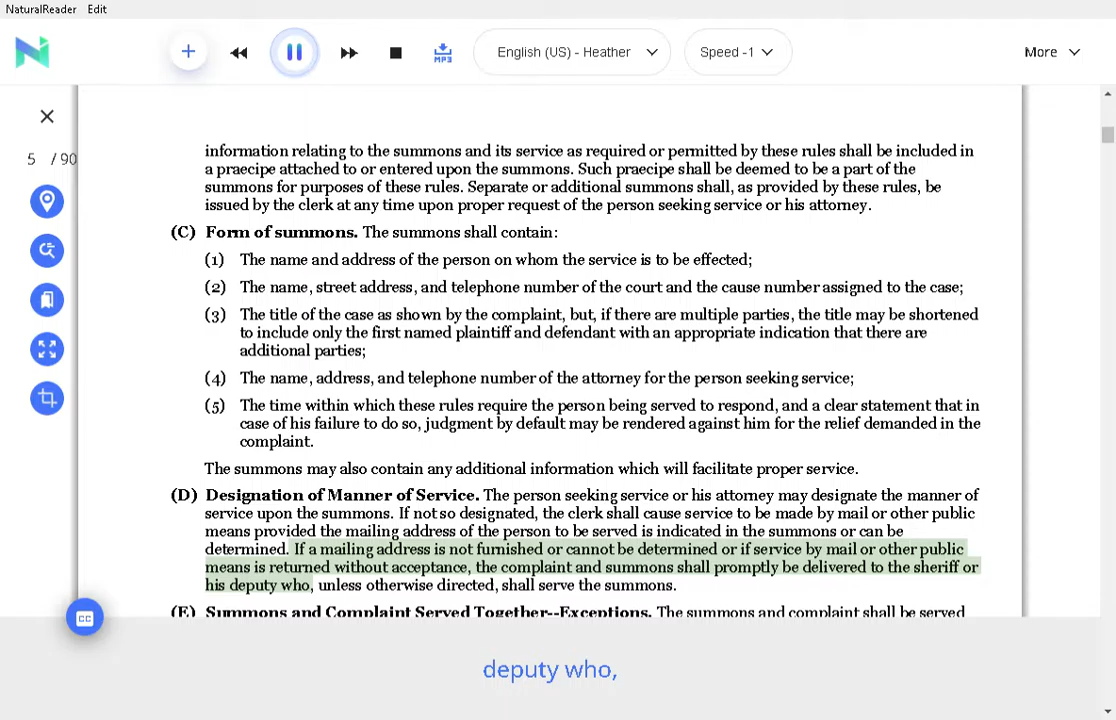 NaturalReader Edit
MP3
English (US) - Heather
Speed -1
More
5 / 90
information relating to the summons and its service as required or permitted by these rules shall be included in
a praecipe attached to or entered upon the summons. Such praecipe shall be deemed to be a part of the
summons for purposes of these rules. Separate or additional summons shall, as provided by these rules, be
issued by the clerk at any time upon proper request of the person seeking service or his attorney.
(C) Form of summons. The summons shall contain:
(1) The name and address of the person on whom the service is to be effected;
(2) The name, street address, and telephone number of the court and the cause number assigned to the case;
(3) The title of the case as shown by the complaint, but, if there are multiple parties, the title may be shortened
to include only the first named plaintiff and defendant with an appropriate indication that there are
additional parties;
(4) The name, address, and telephone number of the attorney for the person seeking service;
(5) The time within which these rules require the person being served to respond, and a clear statement that in
case of his failure to do so, judgment by default may be rendered against him for the relief demanded in the
complaint.
The summons may also contain any additional information which will facilitate proper service.
(D) Designation of Manner of Service. The person seeking service or his attorney may designate the manner of
service upon the summons. If not so designated, the clerk shall cause service to be made by mail or other public
means provided the mailing address of the person to be served is indicated in the summons or can be
determined. If a mailing address is not furnished or cannot be determined or if service by mail or other public
means is returned without acceptance, the complaint and summons shall promptly be delivered to the sheriff or
his deputy who, unless otherwise directed, shall serve the summons.
(E) Summons and Complaint Served Together--Exceptions. The summons and complaint shall be served
CC
deputy who,